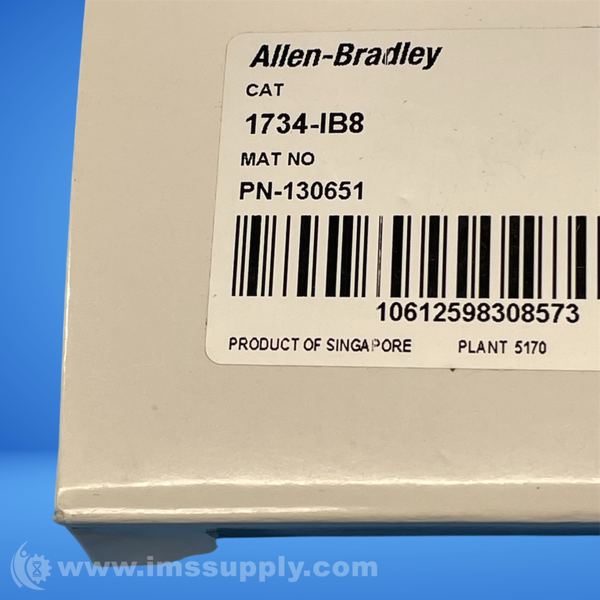 Allen-Bradley
CAT
1734-IB8
MAT NO
PN-130651
10612598308573
PRODUCT OF SINGAPORE PLANT 5170
www.imssupply.com